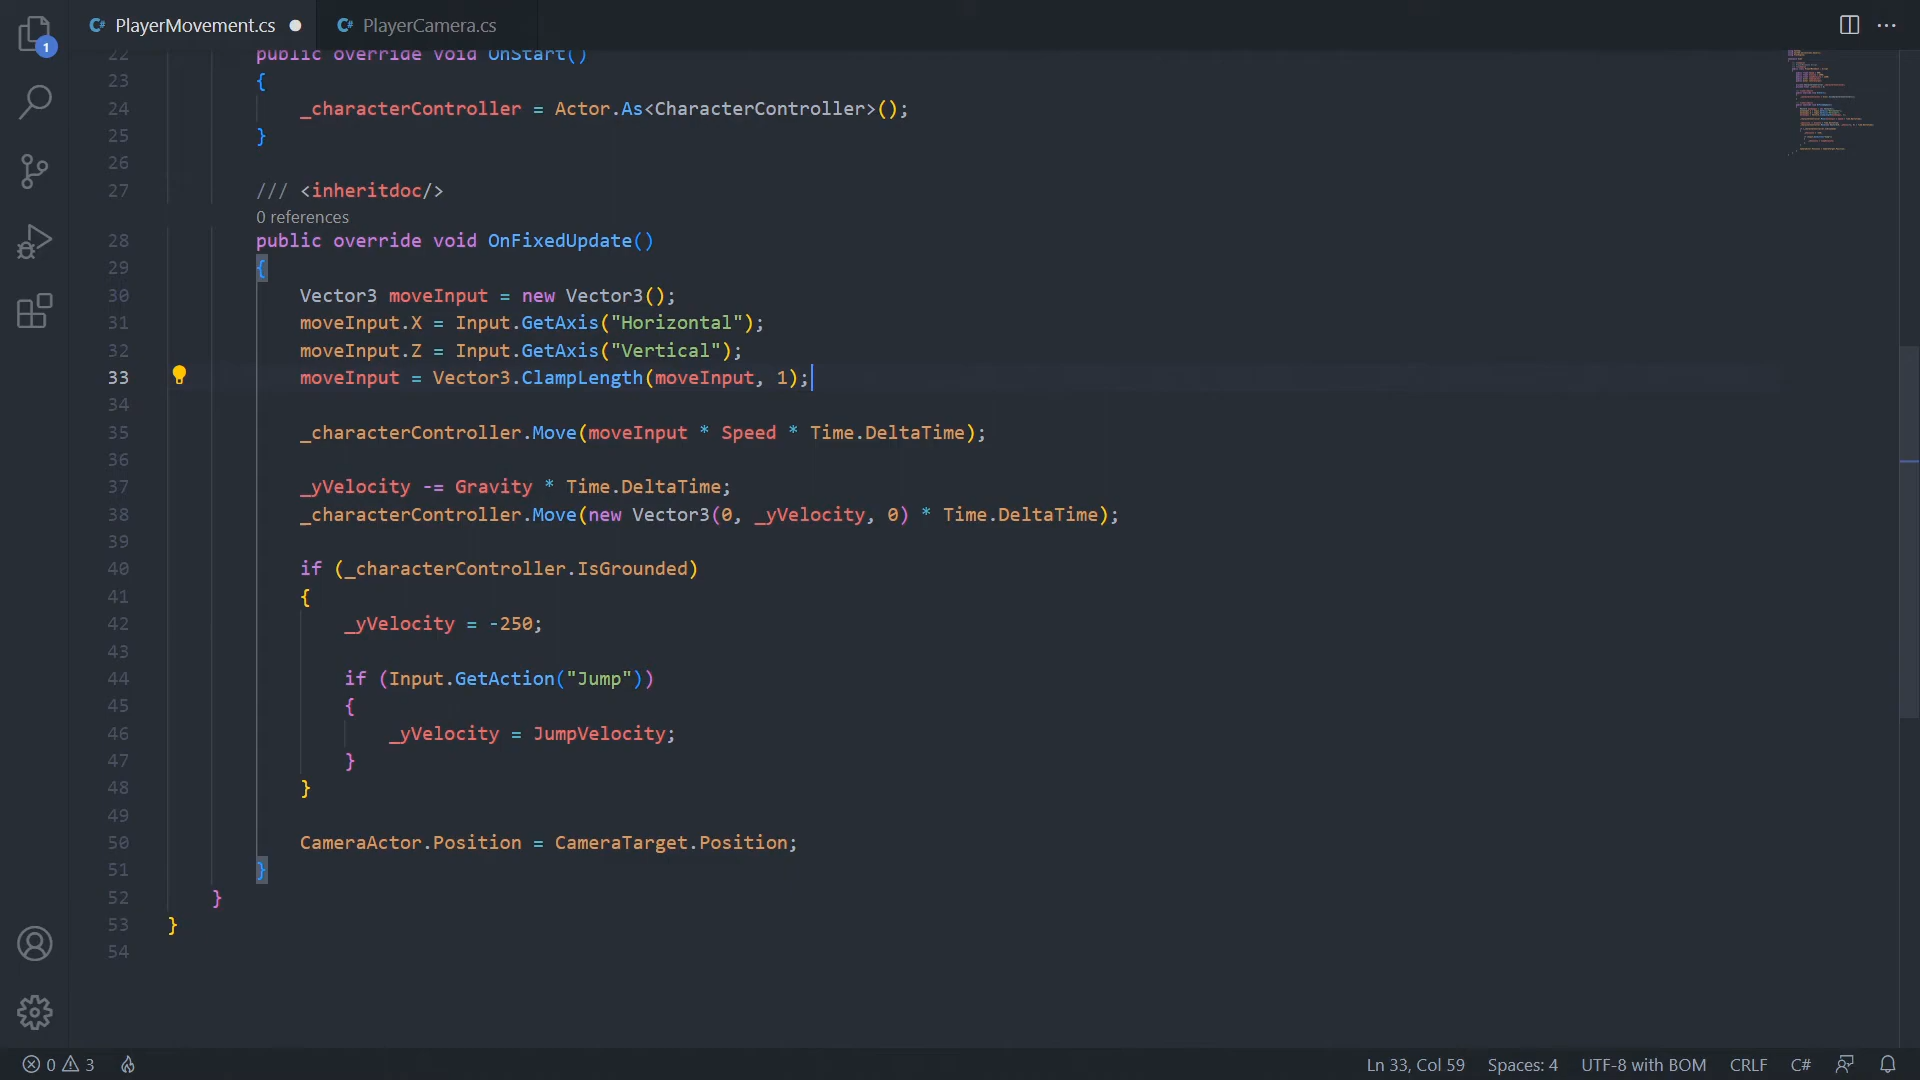 PlayerMovement.cs
PlayerCamera.cs
1
22 public override void OnStart()
23 {
24 _characterController = Actor.As<CharacterController>();
25 }
26
27 /// <inheritdoc/>
0 references
28 public override void OnFixedUpdate()
29 {
30 Vector3 moveInput = new Vector3();
31 moveInput.X = Input.GetAxis("Horizontal");
32 moveInput.Z = Input.GetAxis("Vertical");
33 moveInput = Vector3.ClampLength(moveInput, 1);
34
35 _characterController.Move(moveInput * Speed * Time.DeltaTime);
36
37 _yVelocity -= Gravity * Time.DeltaTime;
38 _characterController.Move(new Vector3(0, _yVelocity, 0) * Time.DeltaTime);
39
40 if (_characterController.IsGrounded)
41 {
42 _yVelocity = -250;
43
44 if (Input.GetAction("Jump"))
45 {
46 _yVelocity = JumpVelocity;
47 }
48 }
49
50 CameraActor.Position = CameraTarget.Position;
51 }
52 }
53 }
54
0 3 Ln 33, Col 59 Spaces: 4 UTF-8 with BOM CRLF C#